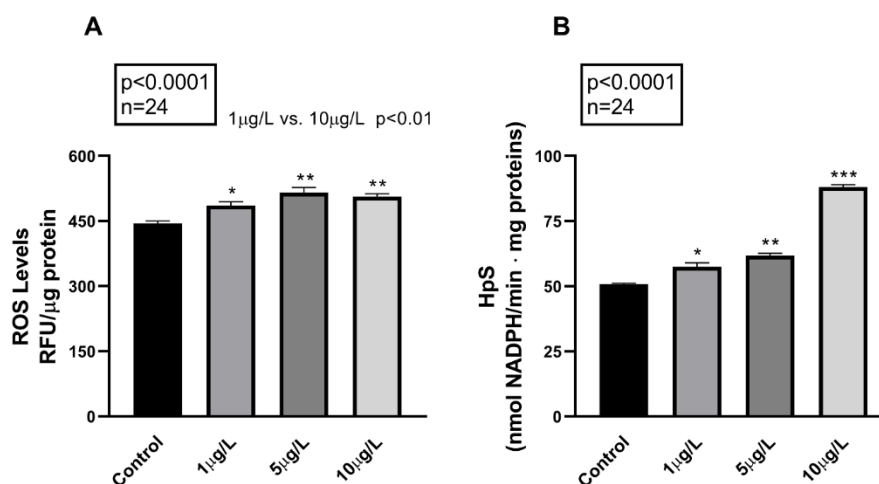 A
p<0.0001
n=24
1μg/L vs. 10μg/L p<0.01
ROS Levels
RFU/μg protein
600
450
300
150
0
*
**
**
Control
1μg/L
5μg/L
10μg/L
B
p<0.0001
n=24
HpS
(nmol NADPH/min · mg proteins)
100
75
50
25
0
*
**
***
Control
1μg/L
5μg/L
10μg/L